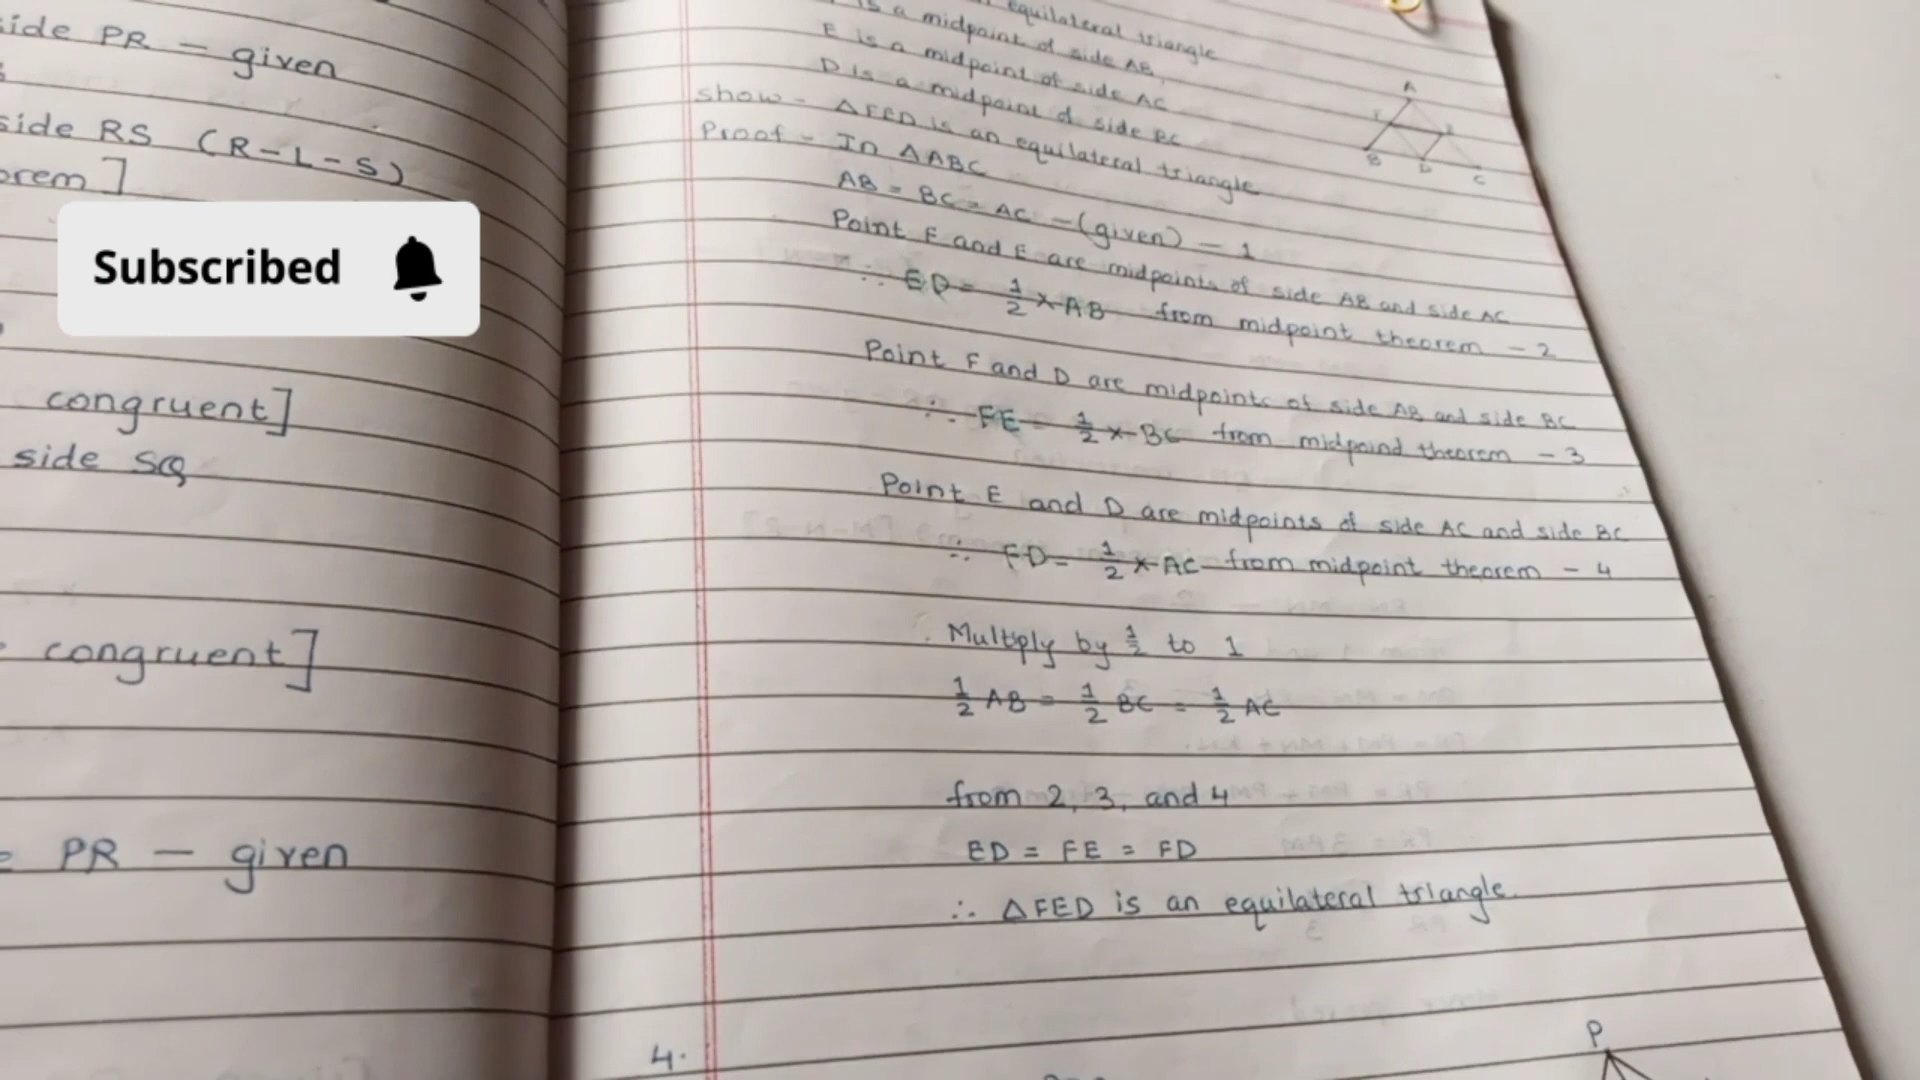 side PR – given
side RS (R-L-S)
orem]
Subscribed
congruent]
side SQ
congruent]
= PR – given
equilateral triangle
is a midpoint of side AB,
E is a midpoint of side AC
D is a midpoint of side BC
show - △FED is an equilateral triangle
Proof - In △ABC
AB = BC = AC – (given) – 1
Point F and E are midpoints of side AB and side AC
∴ ED = 1/2 × AB from midpoint theorem – 2
Point F and D are midpoints of side AB and side BC
∴ FE = 1/2 × BC from midpoind theorem – 3
Point E and D are midpoints of side AC and side BC
∴ FD = 1/2 × AC from midpoint theorem – 4
Multply by 1/2 to 1
1/2 AB = 1/2 BC = 1/2 AC
from 2, 3, and 4
ED = FE = FD
∴ △FED is an equilateral triangle.
4.
A
F
E
B
D
C
P